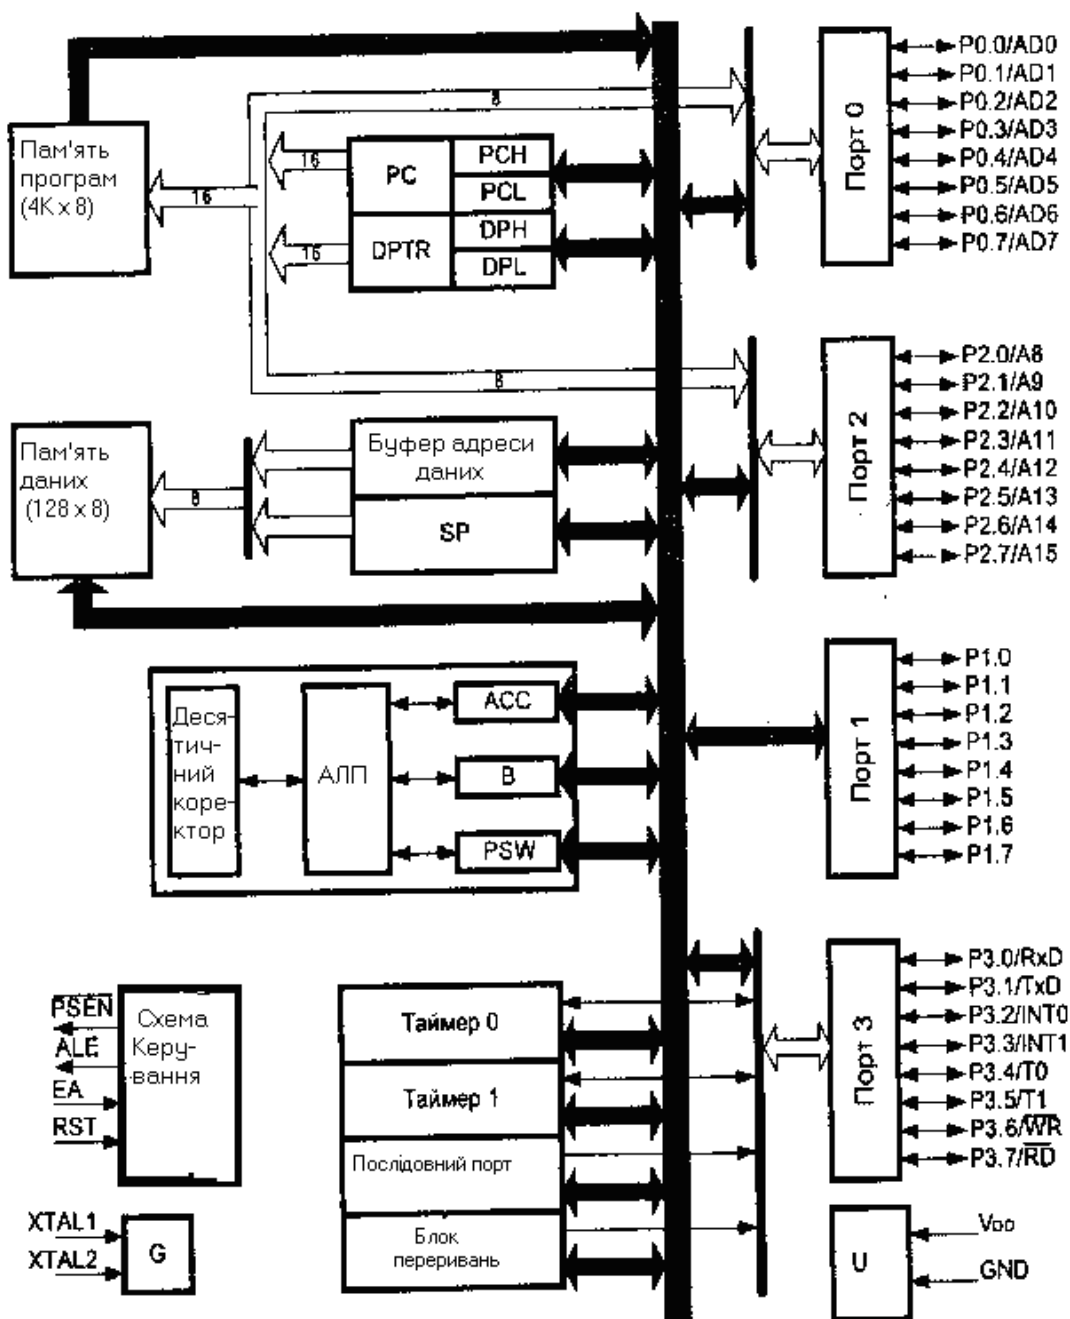 P0.0/AD0
P0.1/AD1
P0.2/AD2
P0.3/AD3
P0.4/AD4
P0.5/AD5
P0.6/AD6
P0.7/AD7
Порт 0
8
Пам'ять
програм
(4K x 8)
16
16
PC
PCH
PCL
16
DPTR
DPH
DPL
8
P2.0/A8
P2.1/A9
P2.2/A10
P2.3/A11
P2.4/A12
P2.5/A13
P2.6/A14
P2.7/A15
Порт 2
Пам'ять
даних
(128 x 8)
8
Буфер адреси
даних
SP
Деся-
тич-
ний
коре-
ктор
АЛП
ACC
B
PSW
Порт 1
P1.0
P1.1
P1.2
P1.3
P1.4
P1.5
P1.6
P1.7
PSEN
ALE
EA
RST
Схема
Керу-
вання
Таймер 0
Таймер 1
Послідовний порт
Блок
переривань
Порт 3
P3.0/RxD
P3.1/TxD
P3.2/INT0
P3.3/INT1
P3.4/T0
P3.5/T1
P3.6/WR
P3.7/RD
XTAL1
XTAL2
G
U
VDD
GND